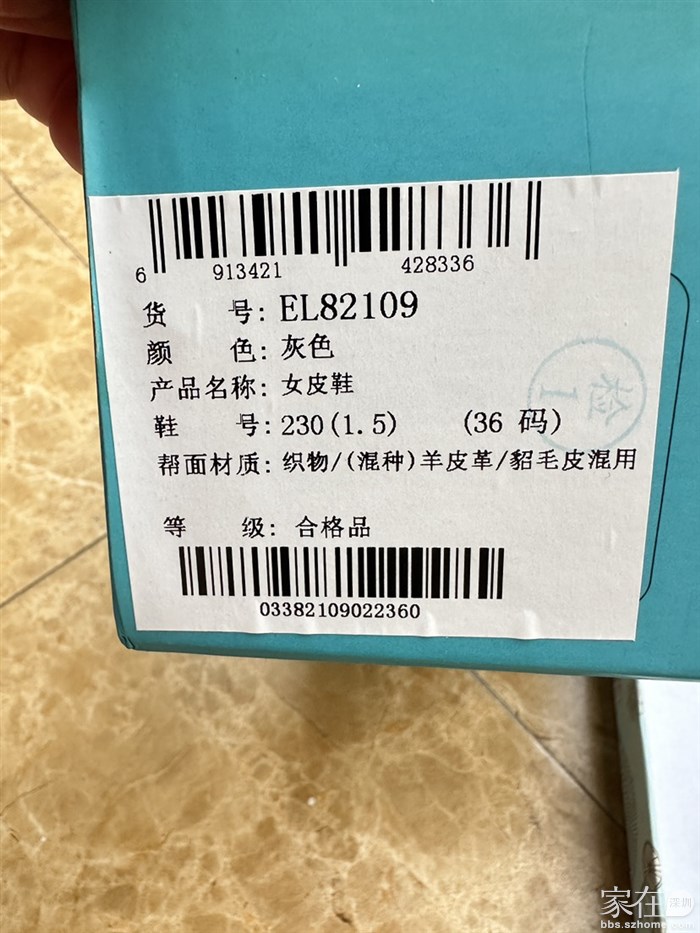 6 913421 428336
货 号: EL82109
颜 色: 灰色
产品名称: 女皮鞋
鞋 号: 230(1.5) (36 码)
帮面材质: 织物/(混种)羊皮革/貂毛皮混用
等 级: 合格品
03382109022360
检
1
家在 深圳
bbs.szhome.com